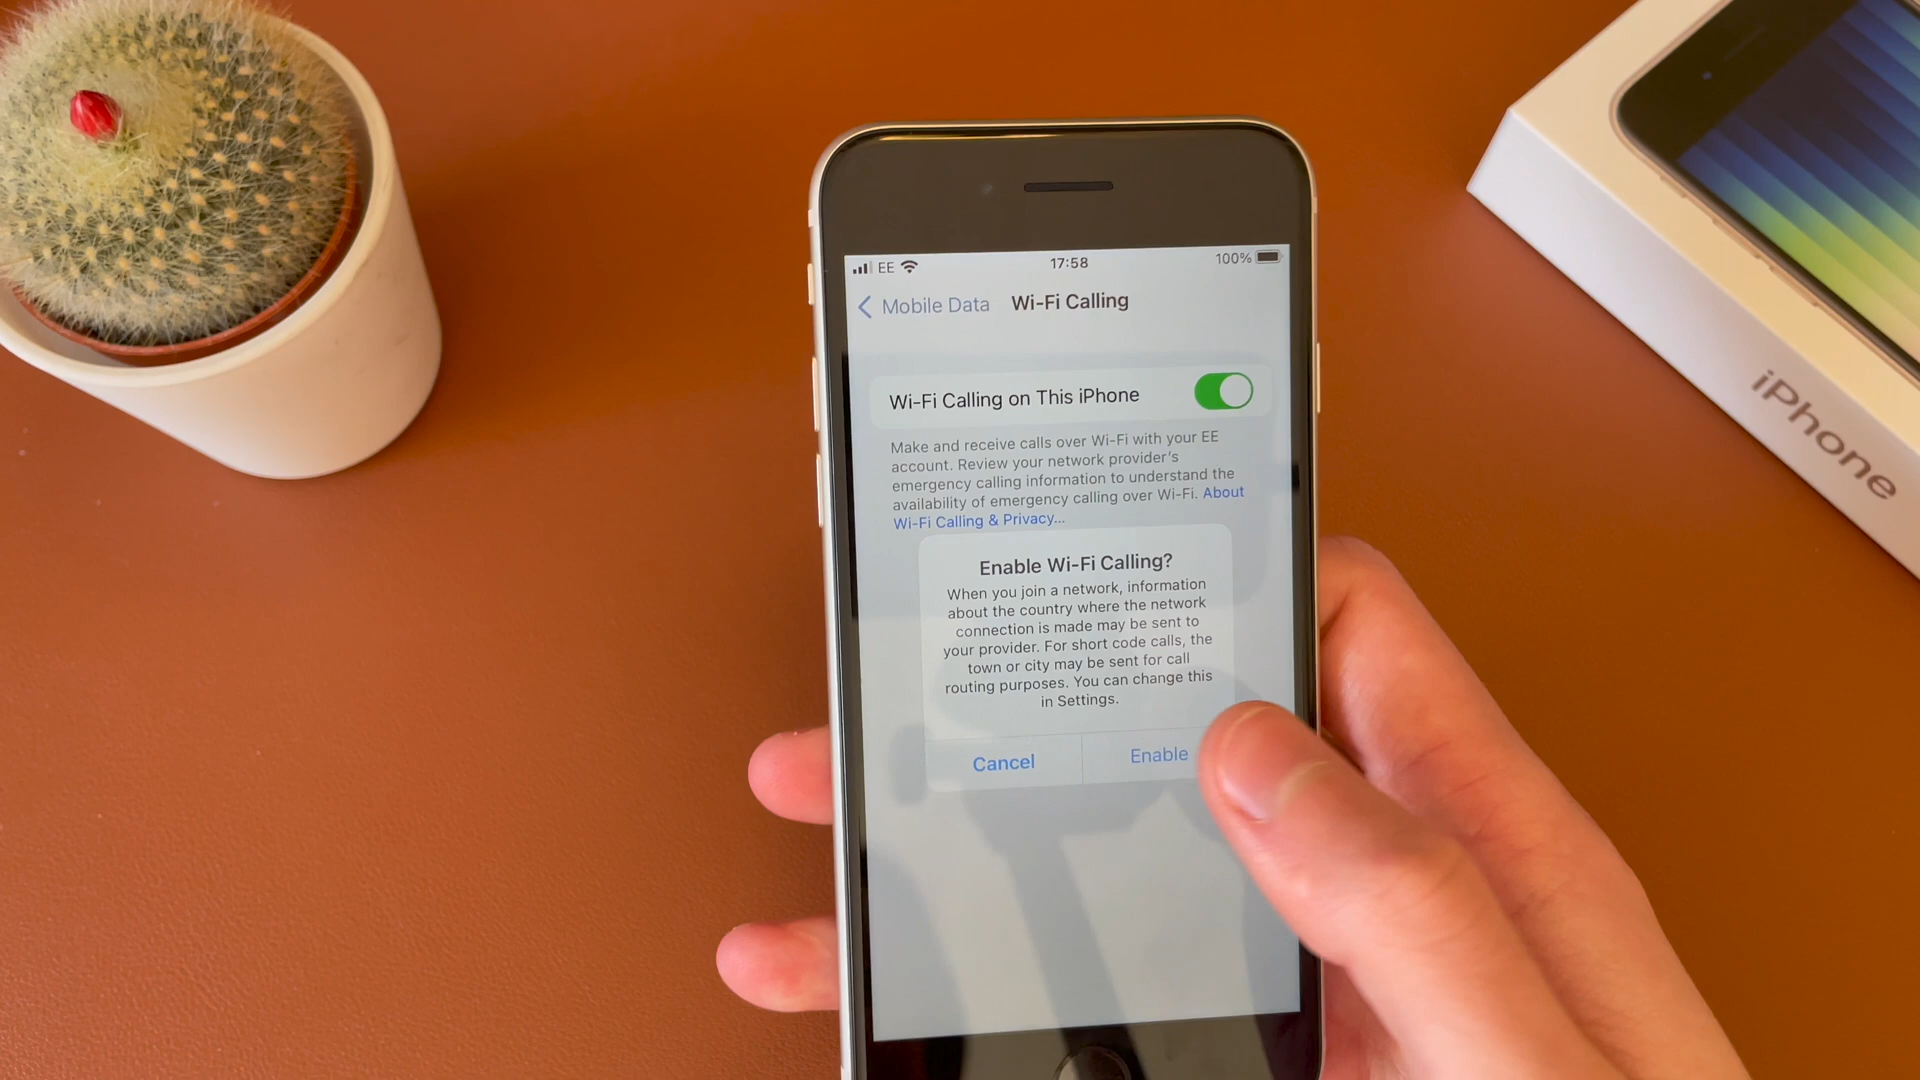 EE 17:58 100%
Mobile Data Wi-Fi Calling
Wi-Fi Calling on This iPhone
Make and receive calls over Wi-Fi with your EE
account. Review your network provider's
emergency calling information to understand the
availability of emergency calling over Wi-Fi. About
Wi-Fi Calling & Privacy...
Enable Wi-Fi Calling?
When you join a network, information
about the country where the network
connection is made may be sent to
your provider. For short code calls, the
town or city may be sent for call
routing purposes. You can change this
in Settings.
Cancel Enable
iPhone